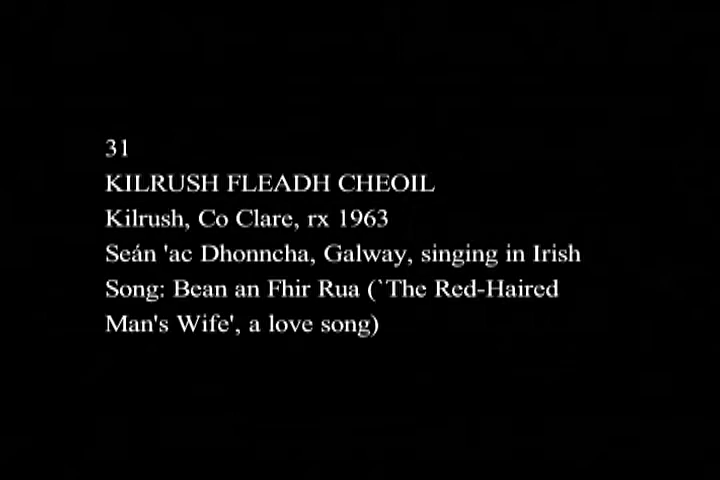 31
KILRUSH FLEADH CHEOIL
Kilrush, Co Clare, rx 1963
Seán 'ac Dhonncha, Galway, singing in Irish
Song: Bean an Fhir Rua (`The Red-Haired
Man's Wife', a love song)